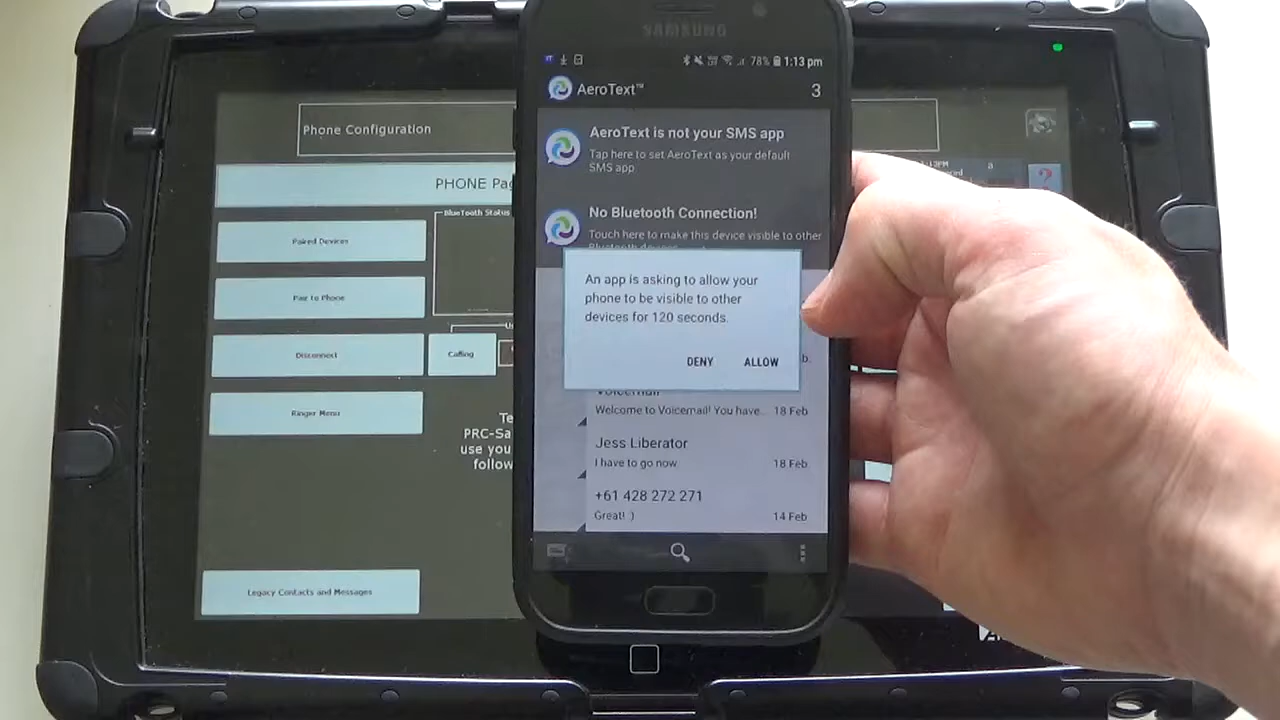 SAMSUNG
78% 1:13 pm
AeroText™ 3
AeroText is not your SMS app
Tap here to set AeroText as your default
SMS app
No Bluetooth Connection!
Touch here to make this device visible to other
Bluetooth devices
An app is asking to allow your
phone to be visible to other
devices for 120 seconds.
DENY ALLOW
Voicemail
Welcome to Voicemail! You have.. 18 Feb
Jess Liberator
I have to go now 18 Feb
+61 428 272 271
Great! :) 14 Feb
Phone Configuration
PHONE Pag
BlueTooth Status
Paired Devices
Pair to Phone
Disconnect
Calling
Ringer Menu
Te
PRC-Sa
use you
follow
Legacy Contacts and Messages